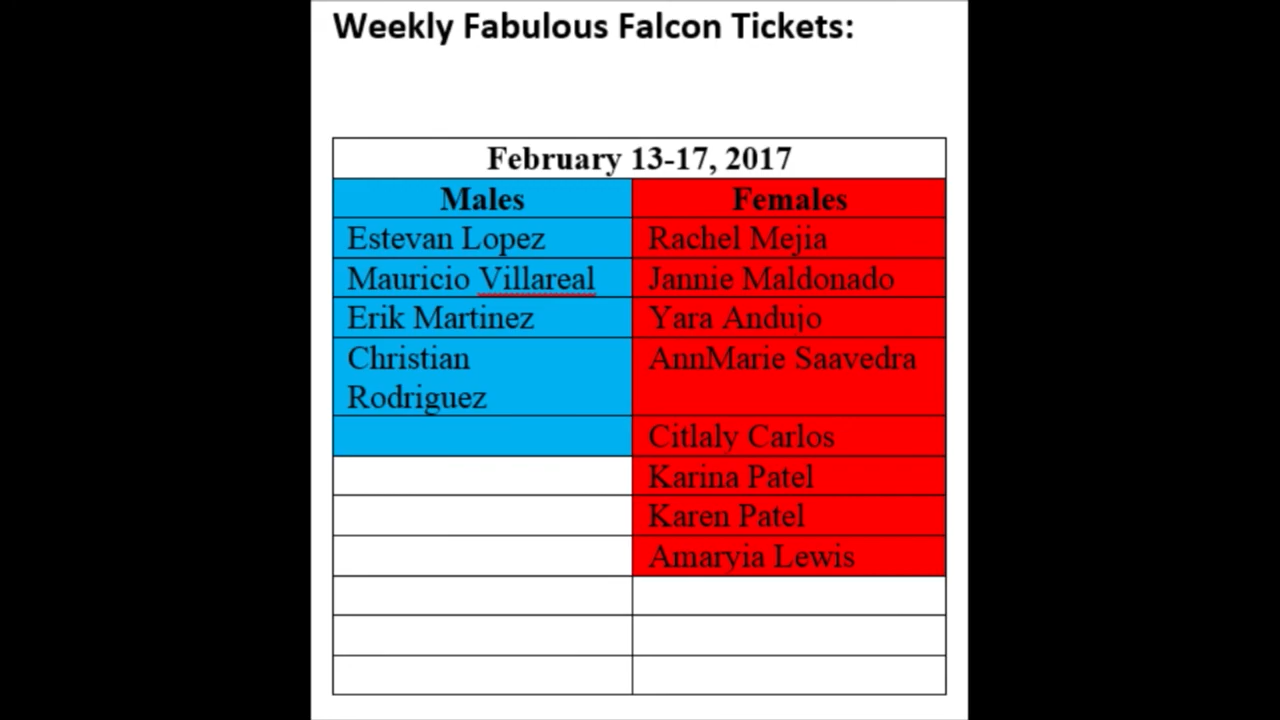 Weekly Fabulous Falcon Tickets:
February 13-17, 2017
Males Females
Estevan Lopez Rachel Mejia
Mauricio Villareal Jannie Maldonado
Erik Martinez Yara Andujo
Christian AnnMarie Saavedra
Rodriguez
Citlaly Carlos
Karina Patel
Karen Patel
Amaryia Lewis